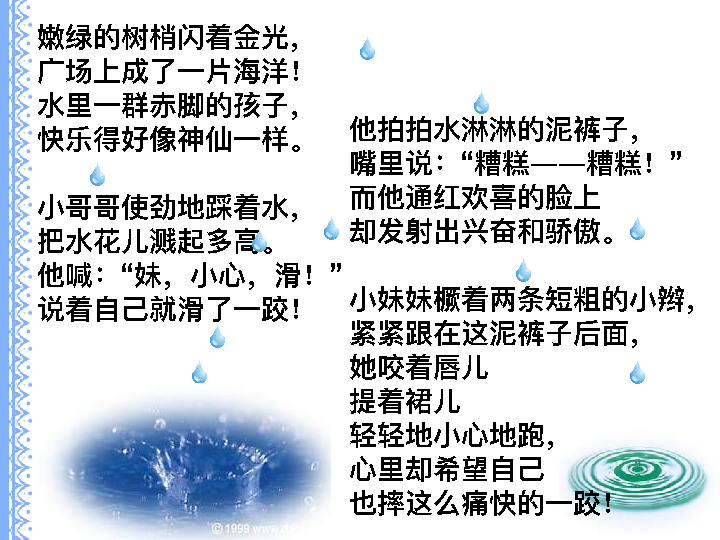 嫩绿的树梢闪着金光，
广场上成了一片海洋！
水里一群赤脚的孩子，
快乐得好像神仙一样。
小哥哥使劲地踩着水，
把水花儿溅起多高。
他喊：“妹，小心，滑！”
说着自己就滑了一跤！
他拍拍水淋淋的泥裤子，
嘴里说：“糟糕——糟糕！”
而他通红欢喜的脸上
却发射出兴奋和骄傲。
小妹妹橛着两条短粗的小辫，
紧紧跟在这泥裤子后面，
她咬着唇儿
提着裙儿
轻轻地小心地跑，
心里却希望自己
也摔这么痛快的一跤！
© 1999 www.